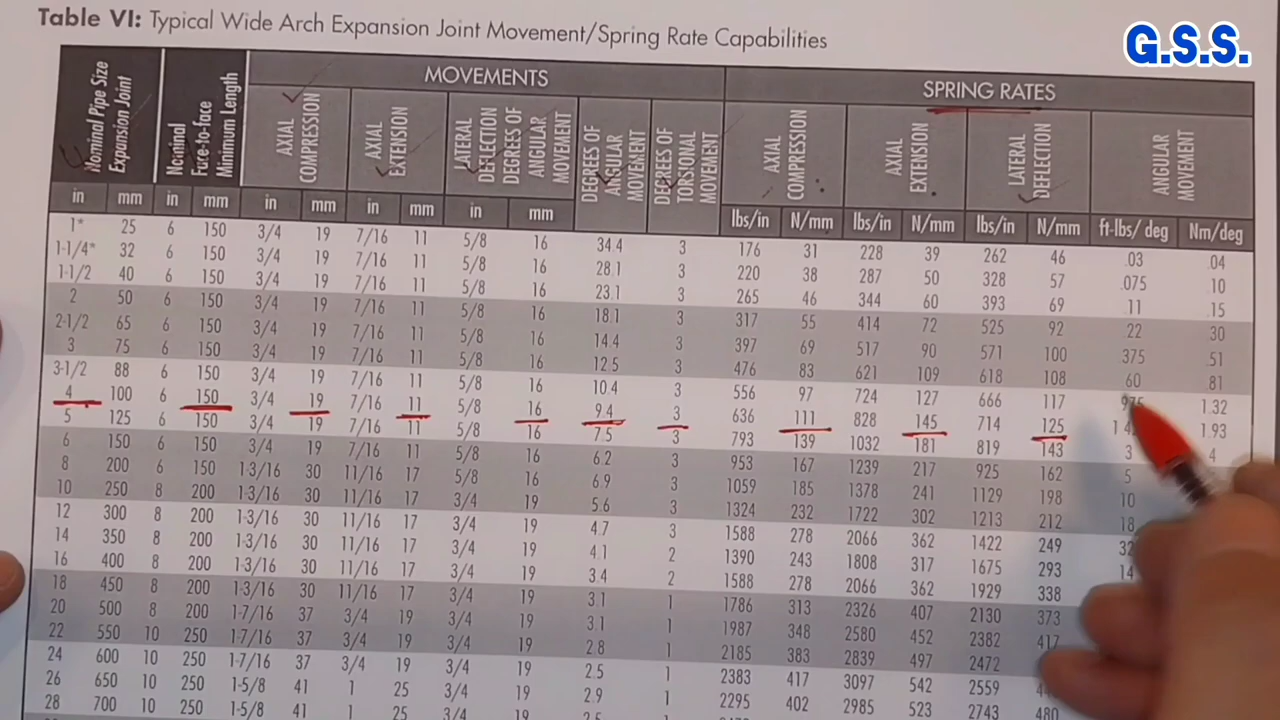 Table VI: Typical Wide Arch Expansion Joint Movement/Spring Rate Capabilities
G.S.S.
MOVEMENTS SPRING RATES
Nominal Pipe Size
Expansion Joint
Nominal
Face-to-face
Minimum Length
AXIAL
COMPRESSION
AXIAL
EXTENSION
LATERAL
DEFLECTION
DEGREES OF
ANGULAR
MOVEMENT
DEGREES OF
ANGULAR
MOVEMENT
DEGREES OF
TORSIONAL
MOVEMENT
AXIAL
COMPRESSION
AXIAL
EXTENSION
LATERAL
DEFLECTION
ANGULAR
MOVEMENT
in mm in mm in mm in mm in mm lbs/in N/mm lbs/in N/mm lbs/in N/mm ft-lbs/ deg Nm/deg
1* 25 6 150 3/4 19 7/16 11 5/8 16 34.4 3 176 31 228 39 262 46 .03 .04
1-1/4* 32 6 150 3/4 19 7/16 11 5/8 16 28.1 3 220 38 287 50 328 57 .075 .10
1-1/2 40 6 150 3/4 19 7/16 11 5/8 16 23.1 3 265 46 344 60 393 69 .11 .15
2 50 6 150 3/4 19 7/16 11 5/8 16 18.1 3 317 55 414 72 525 92 22 30
2-1/2 65 6 150 3/4 19 7/16 11 5/8 16 14.4 3 397 69 517 90 571 100 375 .51
3 75 6 150 3/4 19 7/16 11 5/8 16 12.5 3 476 83 621 109 618 108 60 81
3-1/2 88 6 150 3/4 19 7/16 11 5/8 16 10.4 3 556 97 724 127 666 117 1.32
4 100 6 150 3/4 19 7/16 11 5/8 16 9.4 3 636 111 828 145 714 125 1.93
5 125 6 150 3/4 19 7/16 11 5/8 16 7.5 3 793 139 1032 181 819 143 3 4
6 150 6 150 3/4 19 7/16 11 5/8 16 6.2 3 953 167 1239 217 925 162 5
8 200 6 150 1-3/16 30 11/16 17 5/8 16 6.9 3 1059 185 1378 241 1129 198 10
10 250 8 200 1-3/16 30 11/16 17 3/4 19 5.6 3 1324 232 1722 302 1213 212 18
12 300 8 200 1-3/16 30 11/16 17 3/4 19 4.7 3 1588 278 2066 362 1422 249 32
14 350 8 200 1-3/16 30 11/16 17 3/4 19 4.1 2 1390 243 1808 317 1675 293 14
16 400 8 200 1-3/16 30 11/16 17 3/4 19 3.4 2 1588 278 2066 362 1929 338
18 450 8 200 1-3/16 30 11/16 17 3/4 19 3.1 1 1786 313 2326 407 2130 373
20 500 8 200 1-7/16 37 3/4 19 3/4 19 3.1 1 1987 348 2580 452 2382 417
22 550 10 250 1-7/16 37 3/4 19 3/4 19 2.8 1 2185 383 2839 497 2472
24 600 10 250 1-7/16 37 3/4 19 3/4 19 2.5 1 2383 417 3097 542 2559
26 650 10 250 1-5/8 41 1 25 3/4 19 2.9 1 2295 402 2985 523 2743 480
28 700 10 250 1-5/8 41 1 25 3/4 19